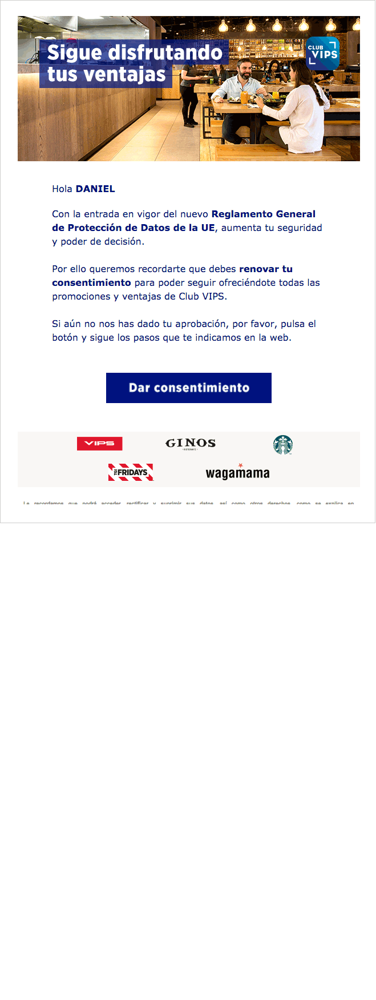 Sigue disfrutando
tus ventajas
CLUB
VIPS
Hola DANIEL
Con la entrada en vigor del nuevo Reglamento General
de Protección de Datos de la UE, aumenta tu seguridad
y poder de decisión.
Por ello queremos recordarte que debes renovar tu
consentimiento para poder seguir ofreciéndote todas las
promociones y ventajas de Club VIPS.
Si aún no nos has dado tu aprobación, por favor, pulsa el
botón y sigue los pasos que te indicamos en la web.
Dar consentimiento
VIPS
GINOS
· RISTORANTE ·
TGI FRIDAYS
wagamama
Le recordamos que podrá acceder, rectificar y suprimir sus datos, así como otros derechos, como se explica en